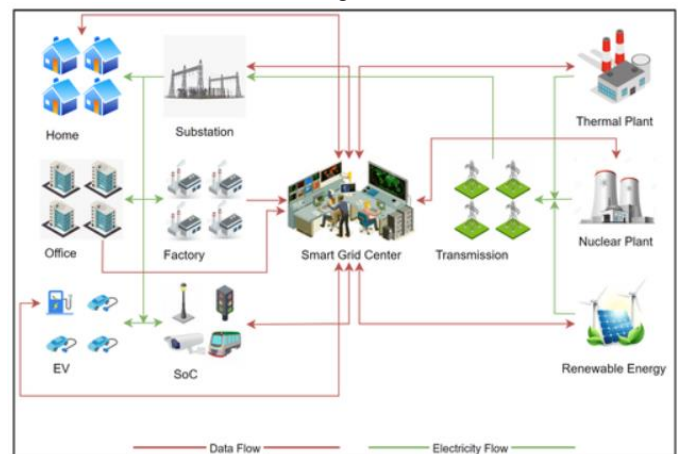 Home
Substation
Thermal Plant
Office
Factory
Smart Grid Center
Transmission
Nuclear Plant
EV
SoC
Renewable Energy
Data Flow
Electricity Flow